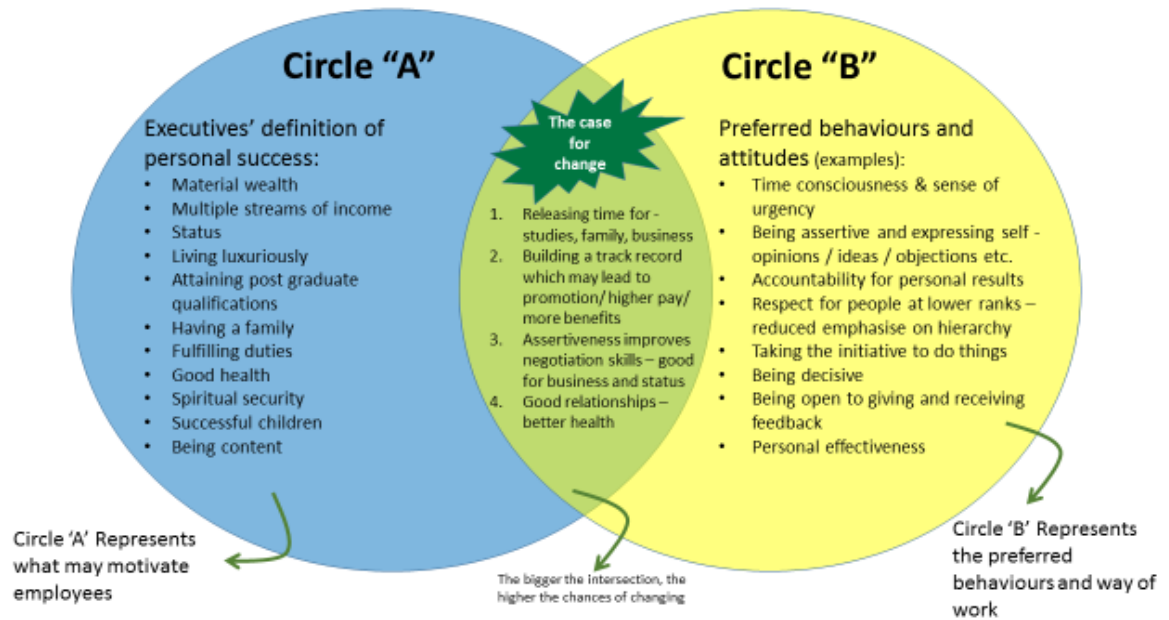 Circle “A”
Executives’ definition of
personal success:
• Material wealth
• Multiple streams of income
• Status
• Living luxuriously
• Attaining post graduate
qualifications
• Having a family
• Fulfilling duties
• Good health
• Spiritual security
• Successful children
• Being content
The case
for
change
1. Releasing time for -
studies, family, business
2. Building a track record
which may lead to
promotion/ higher pay/
more benefits
3. Assertiveness improves
negotiation skills – good
for business and status
4. Good relationships –
better health
Circle “B”
Preferred behaviours and
attitudes (examples):
• Time consciousness & sense of
urgency
• Being assertive and expressing self -
opinions / ideas / objections etc.
• Accountability for personal results
• Respect for people at lower ranks –
reduced emphasise on hierarchy
• Taking the initiative to do things
• Being decisive
• Being open to giving and receiving
feedback
• Personal effectiveness
Circle ‘A’ Represents
what may motivate
employees
The bigger the intersection, the
higher the chances of changing
Circle ‘B’ Represents
the preferred
behaviours and way of
work